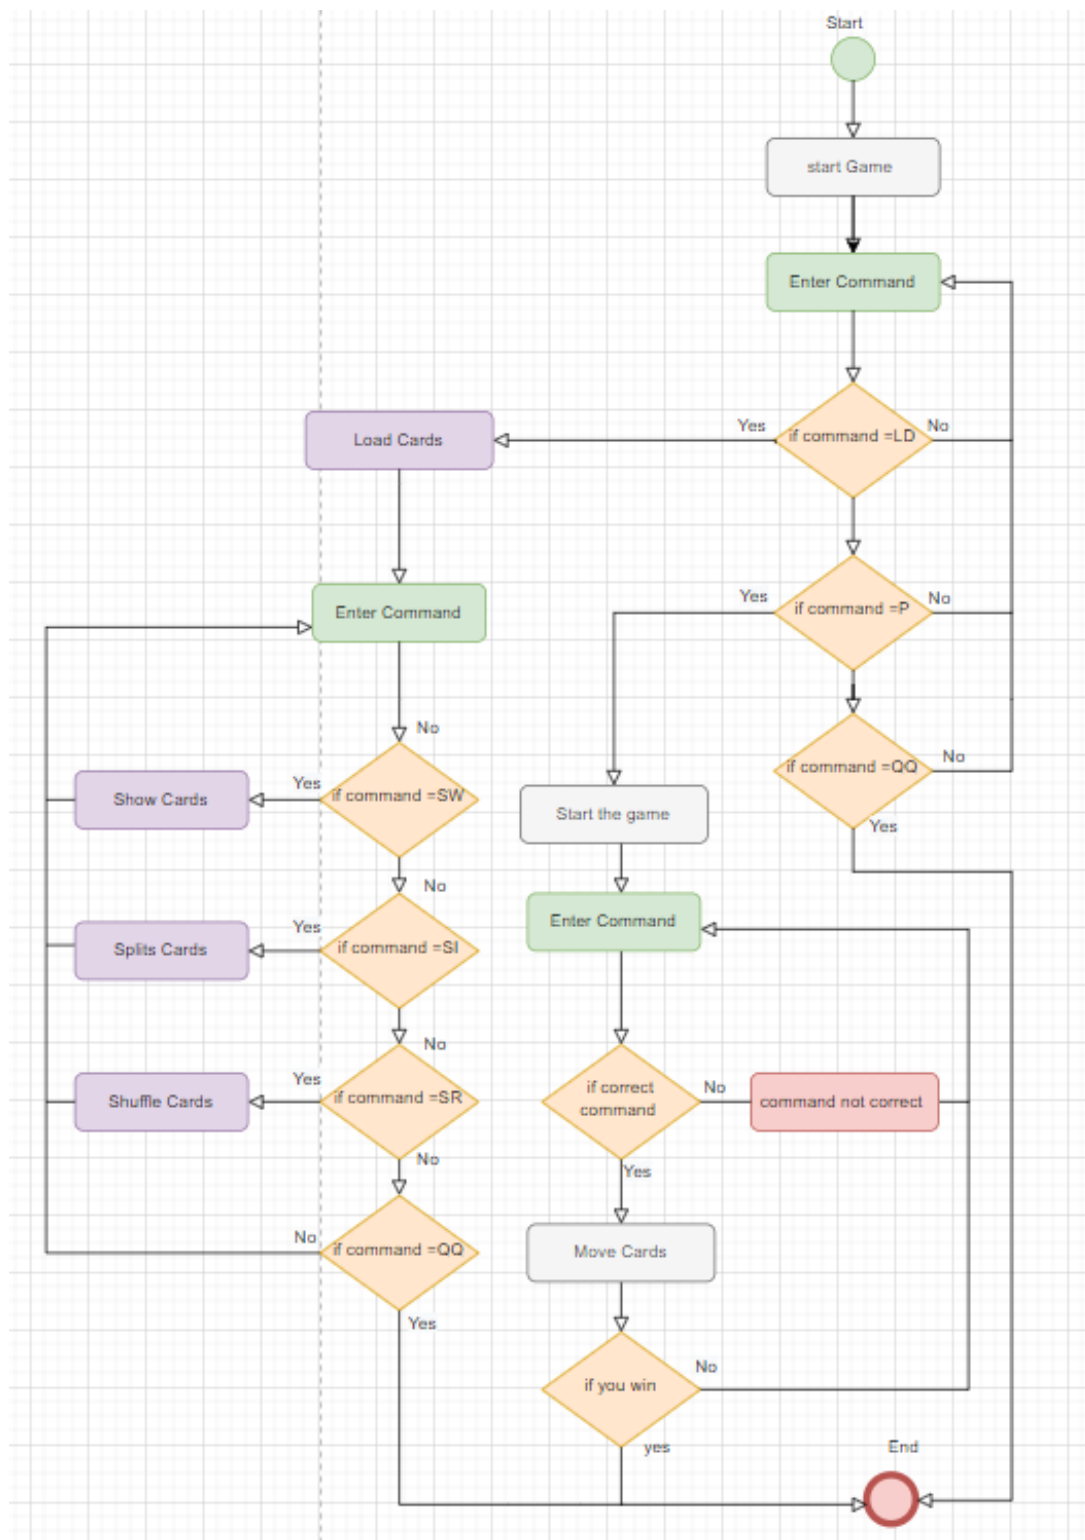 Start
start Game
Enter Command
Load Cards
Yes
if command =LD
No
Yes
if command =P
No
Enter Command
No
if command =QQ
No
Yes
Show Cards
Yes
if command =SW
Start the game
No
Enter Command
Splits Cards
Yes
if command =SI
No
Shuffle Cards
Yes
if command =SR
if correct
command
No
command not correct
No
Yes
No
if command =QQ
Move Cards
Yes
if you win
No
yes
End